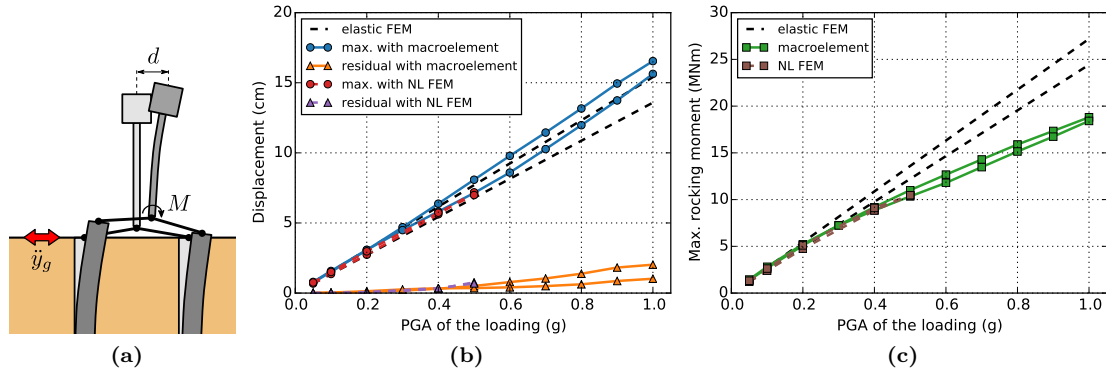 d
M
ÿg
(a)
Displacement (cm)
20
15
10
5
0
elastic FEM
max. with macroelement
residual with macroelement
max. with NL FEM
residual with NL FEM
0.0 0.2 0.4 0.6 0.8 1.0
PGA of the loading (g)
(b)
Max. rocking moment (MNm)
30
25
20
15
10
5
0
elastic FEM
macroelement
NL FEM
0.0 0.2 0.4 0.6 0.8 1.0
PGA of the loading (g)
(c)